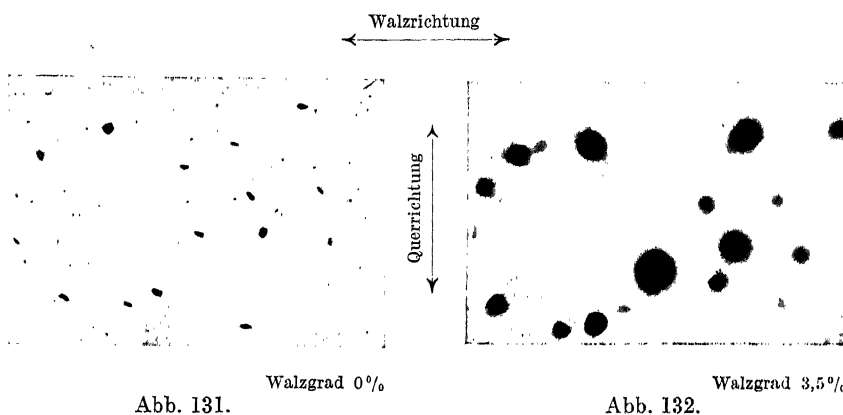 Walzrichtung
Querrichtung
Walzgrad 0%
Walzgrad 3,5%
Abb. 131.
Abb. 132.